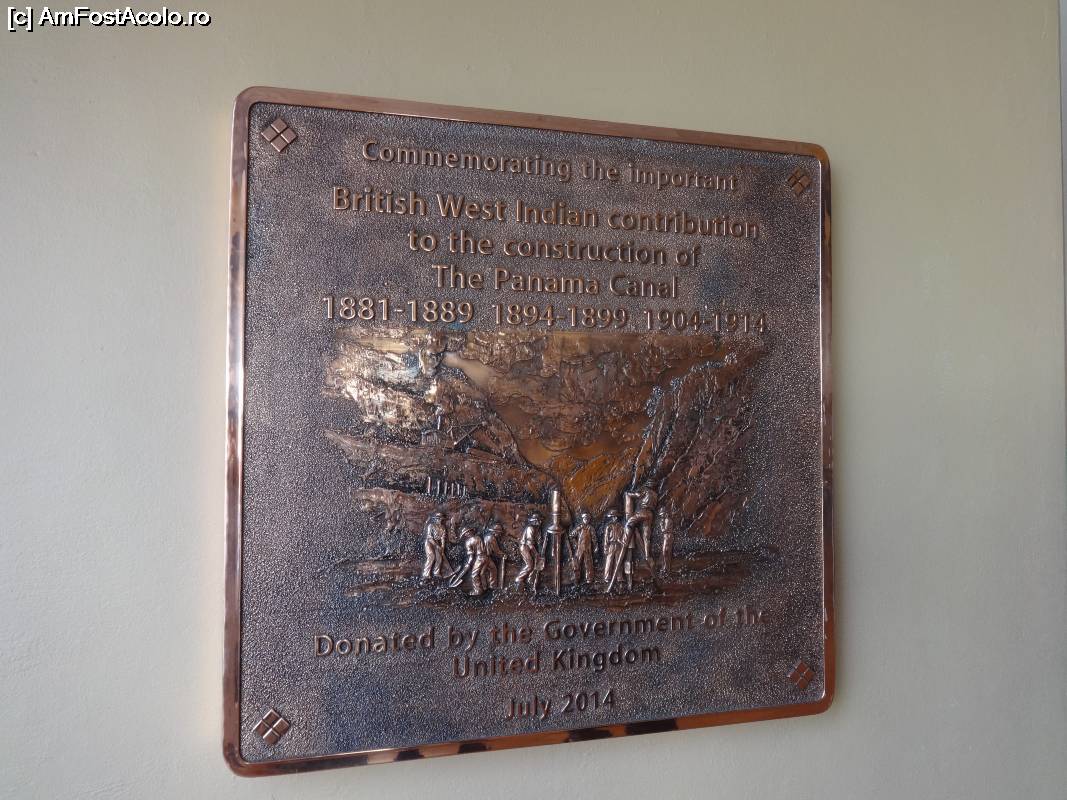 [c] AmFostAcolo.ro
Commemorating the important
British West Indian contribution
to the construction of
The Panama Canal
1881-1889 1894-1899 1904-1914
Donated by the Government of the
United Kingdom
July 2014